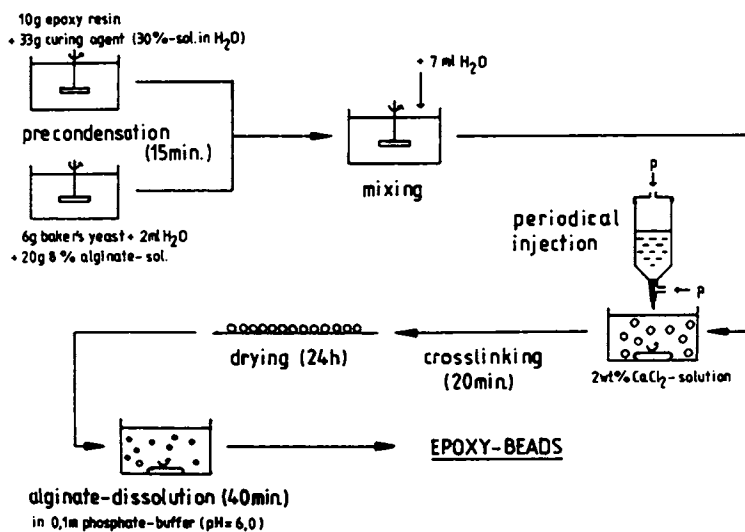 10g epoxy resin
+ 33g curing agent (30%-sol. in H₂O)
precondensation
(15min.)
6g baker's yeast + 2ml H₂O
+ 20g 8 % alginate-sol.
+ 7 ml H₂O
mixing
p
periodical
injection
p
2wt% CaCl₂-solution
crosslinking
(20min.)
drying (24h)
alginate-dissolution (40min.)
in 0,1m phosphate-buffer (pH=6,0)
EPOXY-BEADS